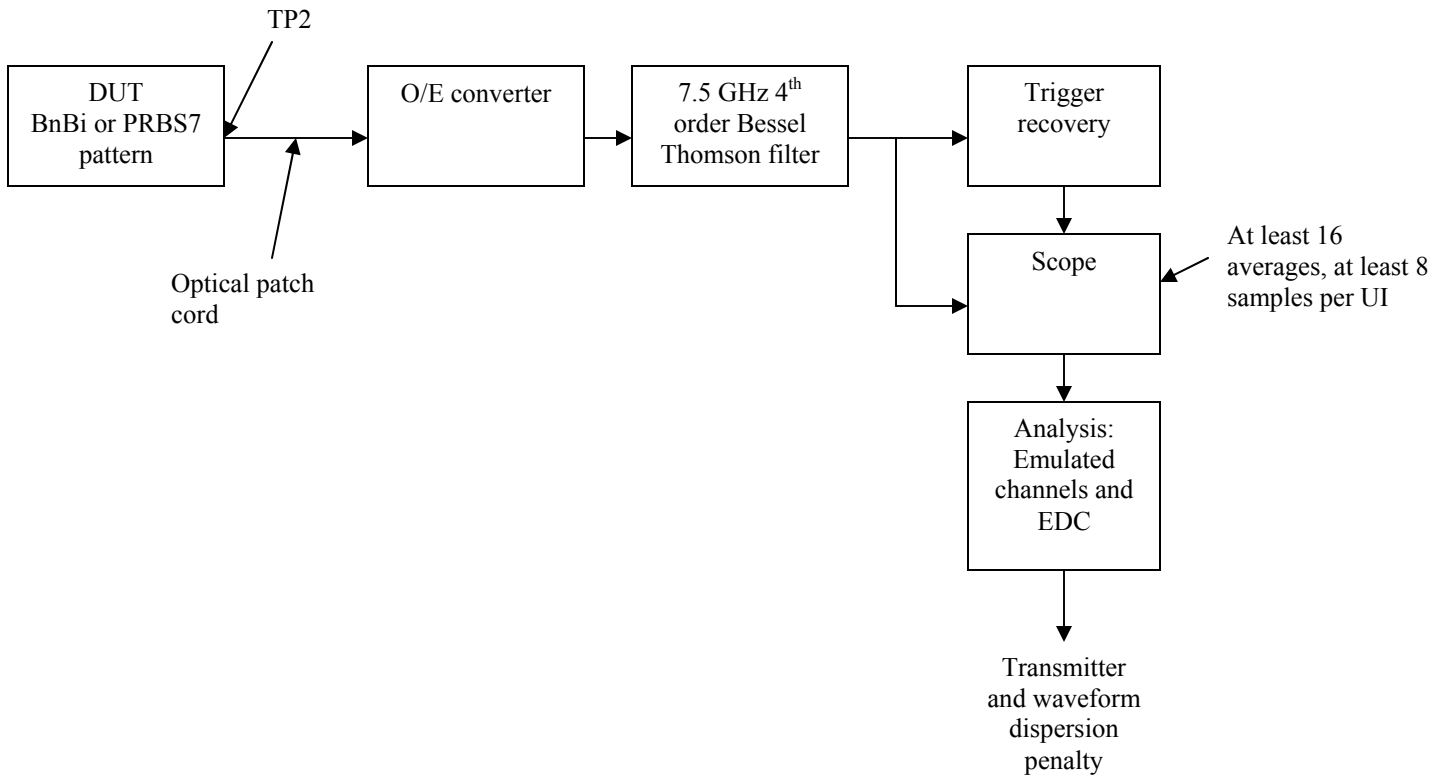 TP2
DUT
BnBi or PRBS7
pattern
O/E converter
7.5 GHz 4th
order Bessel
Thomson filter
Trigger
recovery
Optical patch
cord
Scope
At least 16
averages, at least 8
samples per UI
Analysis:
Emulated
channels and
EDC
Transmitter
and waveform
dispersion
penalty